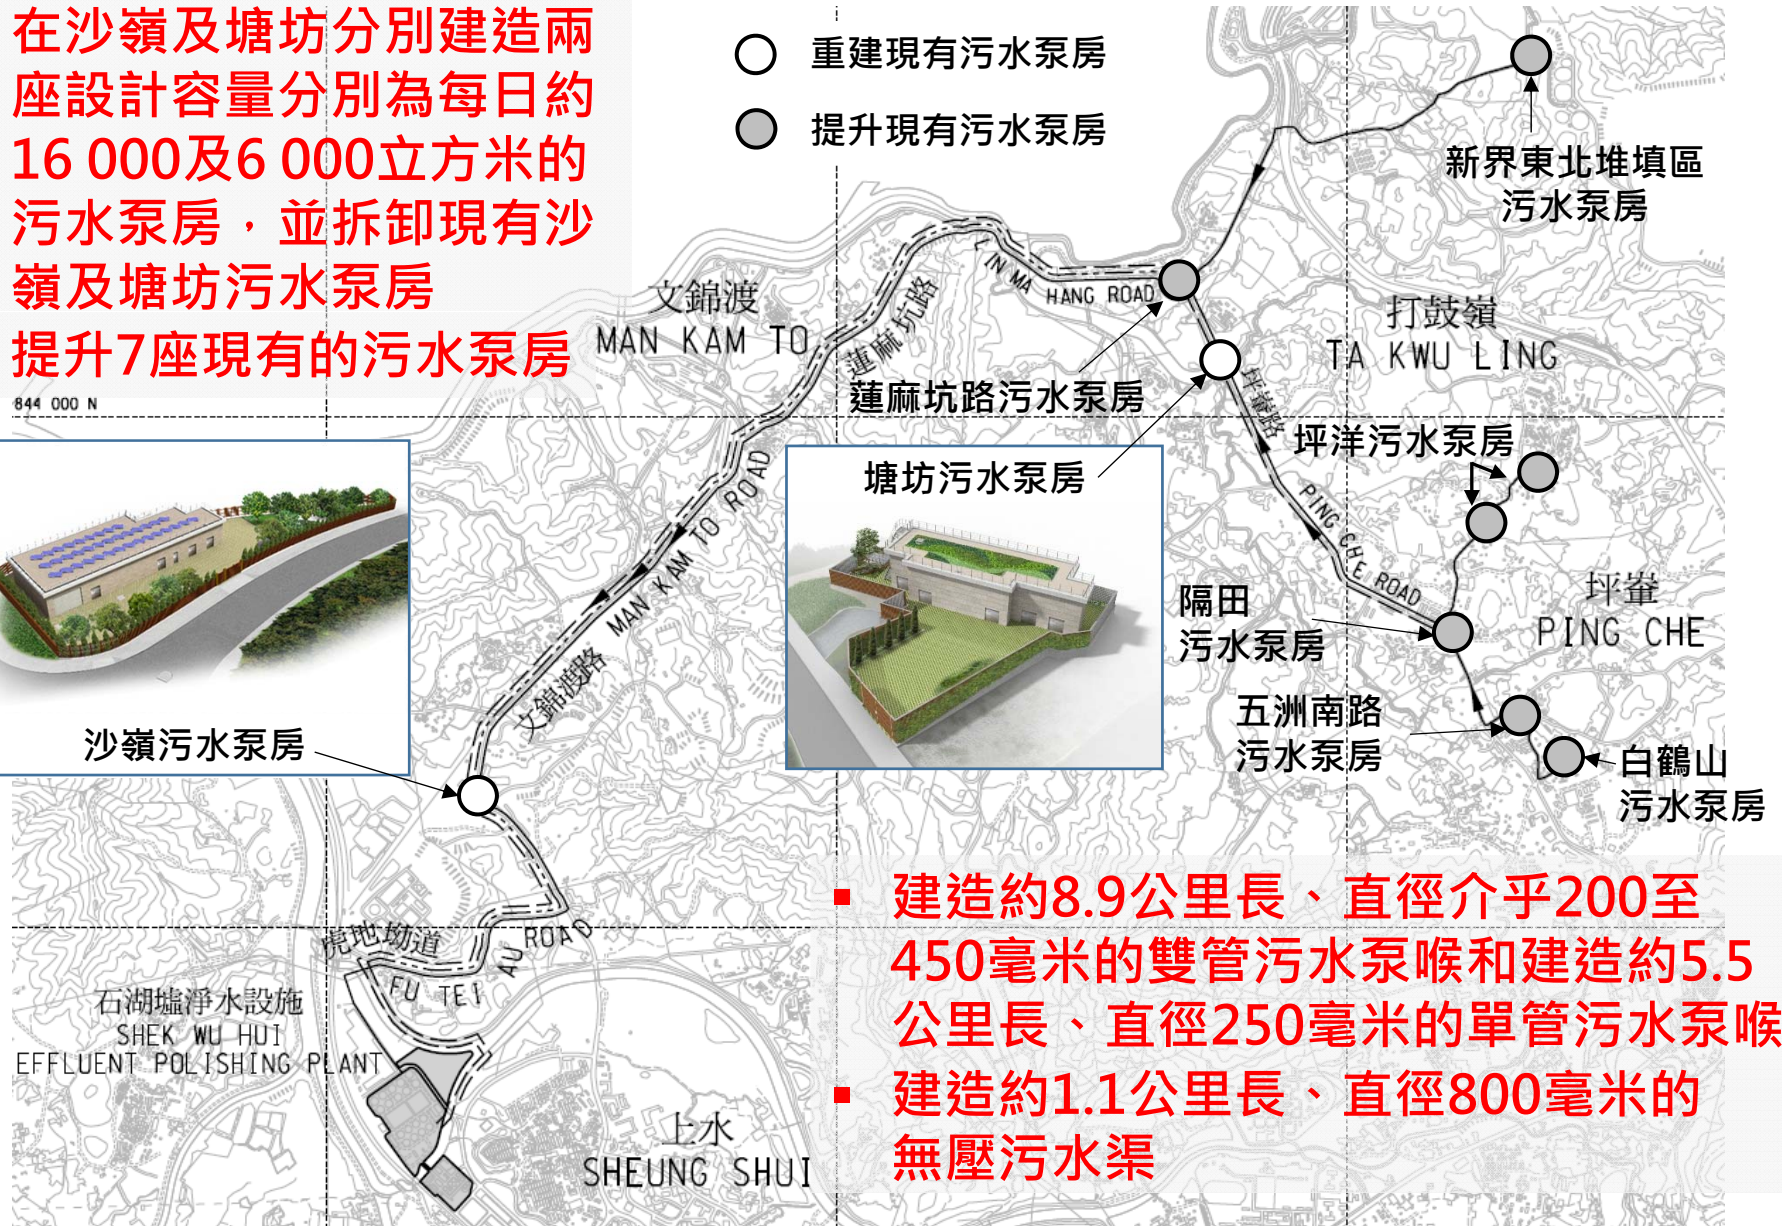 在沙嶺及塘坊分別建造兩
座設計容量分別為每日約
16 000及6 000立方米的
污水泵房，並拆卸現有沙
嶺及塘坊污水泵房
提升7座現有的污水泵房
重建現有污水泵房
提升現有污水泵房
新界東北堆填區
污水泵房
文錦渡
MAN KAM TO
蓮麻坑路
LIN MA HANG ROAD
打鼓嶺
TA KWU LING
蓮麻坑路污水泵房
844 000 N
坪輋路
坪洋污水泵房
塘坊污水泵房
MAN KAM TO ROAD
文錦渡路
PING CHE ROAD
隔田
污水泵房
坪輋
PING CHE
五洲南路
污水泵房
白鶴山
污水泵房
沙嶺污水泵房
虎地坳道
FU TEI AU ROAD
石湖墟淨水設施
SHEK WU HUI
EFFLUENT POLISHING PLANT
上水
SHEUNG SHUI
▪ 建造約8.9公里長、直徑介乎200至
450毫米的雙管污水泵喉和建造約5.5
公里長、直徑250毫米的單管污水泵喉
▪ 建造約1.1公里長、直徑800毫米的
無壓污水渠